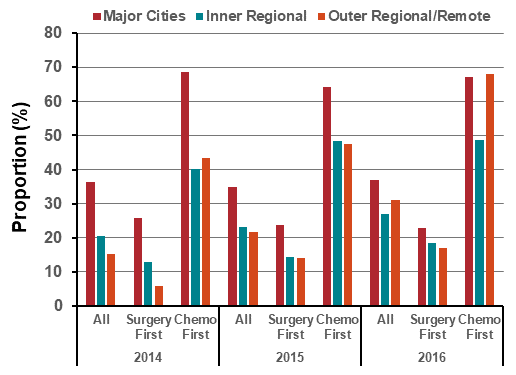 Major Cities Inner Regional Outer Regional/Remote
80
70
60
50
40
30
20
10
0
Proportion (%)
All Surgery First Chemo First All Surgery First Chemo First All Surgery First Chemo First
2014 2015 2016